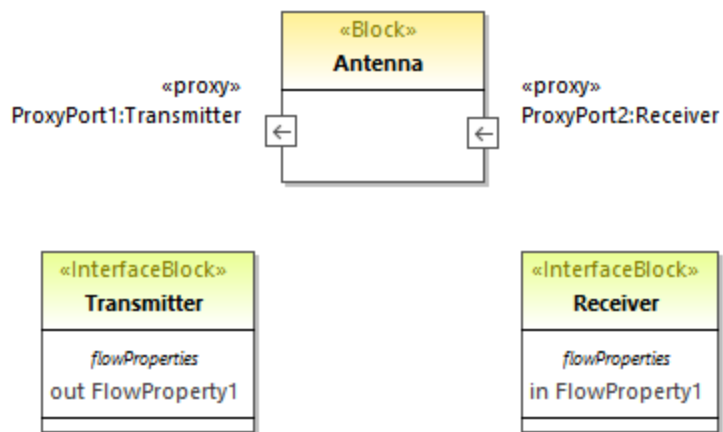 «Block»
Antenna
«proxy»
ProxyPort1:Transmitter
«proxy»
ProxyPort2:Receiver
«InterfaceBlock»
Transmitter
flowProperties
out FlowProperty1
«InterfaceBlock»
Receiver
flowProperties
in FlowProperty1